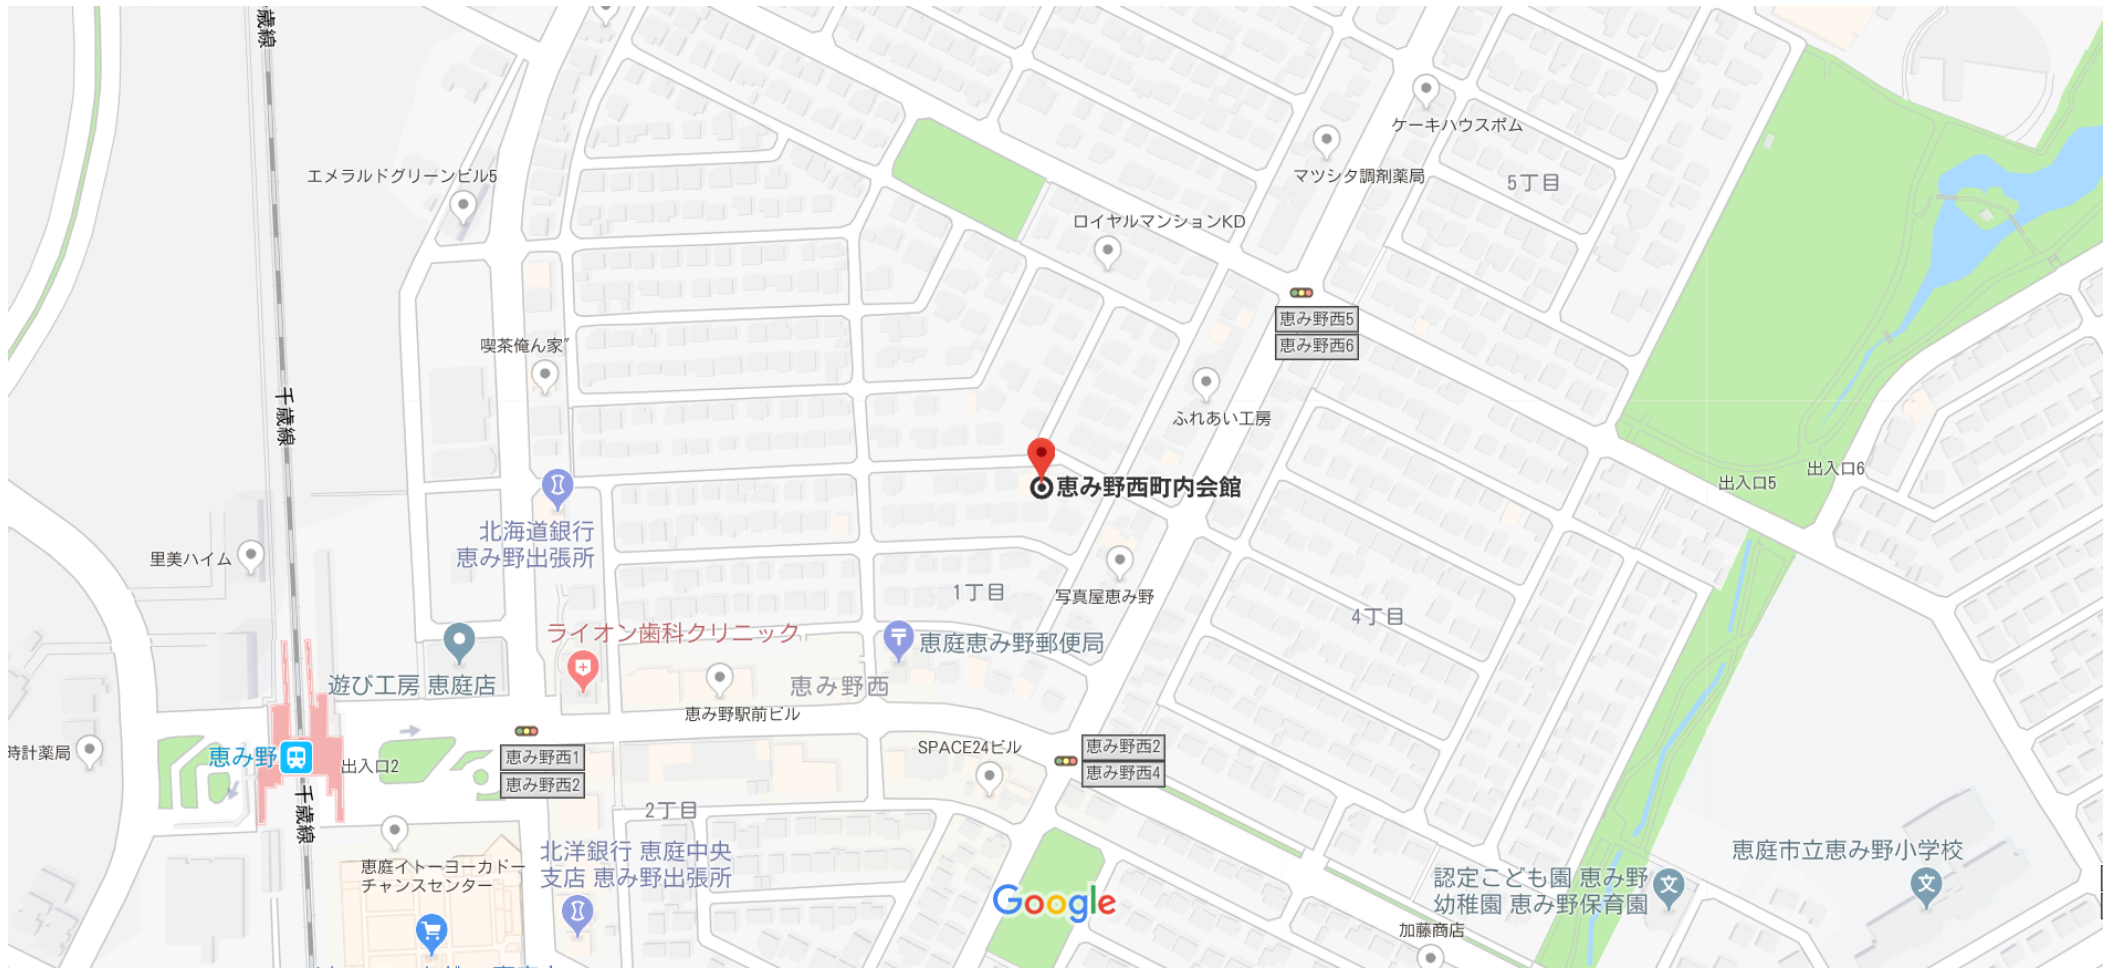 千歳線
ケーキハウスポム
エメラルドグリーンビル5
マツシタ調剤薬局
5丁目
ロイヤルマンションKD
恵み野西5
恵み野西6
喫茶俺ん家"
千歳線
ふれあい工房
出入口6
出入口5
恵み野西町内会館
北海道銀行
恵み野出張所
里美ハイム
1丁目
写真屋恵み野
4丁目
ライオン歯科クリニック
恵庭恵み野郵便局
遊び工房 恵庭店
恵み野西
恵み野駅前ビル
時計薬局
恵み野
出入口2
恵み野西1
恵み野西2
SPACE24ビル
恵み野西2
恵み野西4
千歳線
2丁目
恵庭イトーヨーカドー
チャンスセンター
北洋銀行 恵庭中央
支店 恵み野出張所
恵庭市立恵み野小学校
認定こども園 恵み野
幼稚園 恵み野保育園
Google
加藤商店